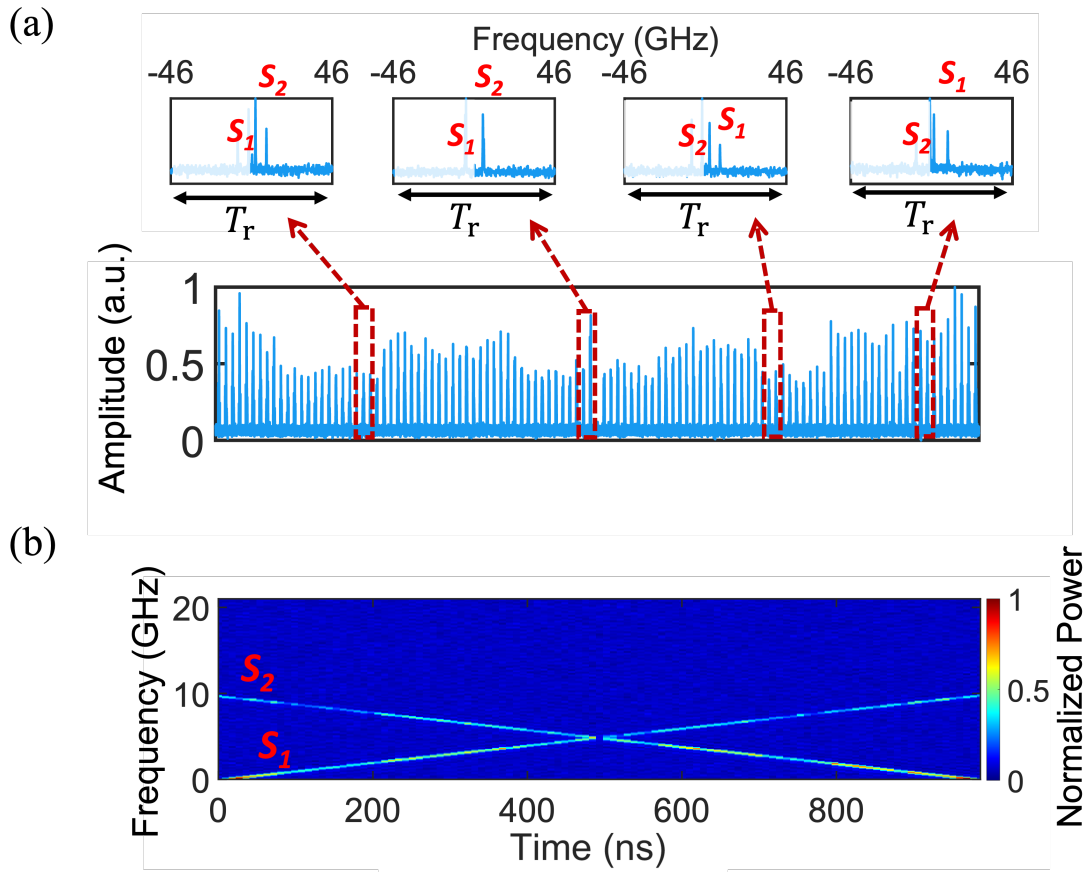 (a)
Frequency (GHz)
-46 46 -46 46 -46 46 -46 46
S2 S2 S1
S1 S1 S2 S1 S2
Tr Tr Tr Tr
Amplitude (a.u.)
1
0.5
0
(b)
Frequency (GHz)
20
10
0
S2
S1
1
0.5
0
Normalized Power
0 200 400 600 800
Time (ns)